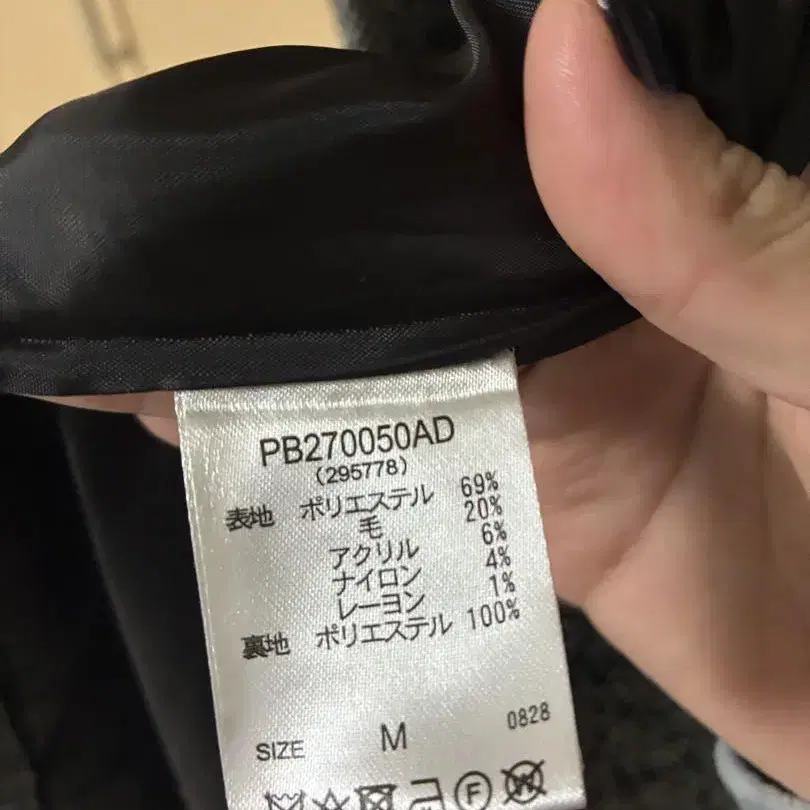 PB270050AD
(295778)
表地 ポリエステル 69%
毛 20%
アクリル 6%
ナイロン 4%
レーヨン 1%
裏地 ポリエステル 100%
SIZE M 0828
F W